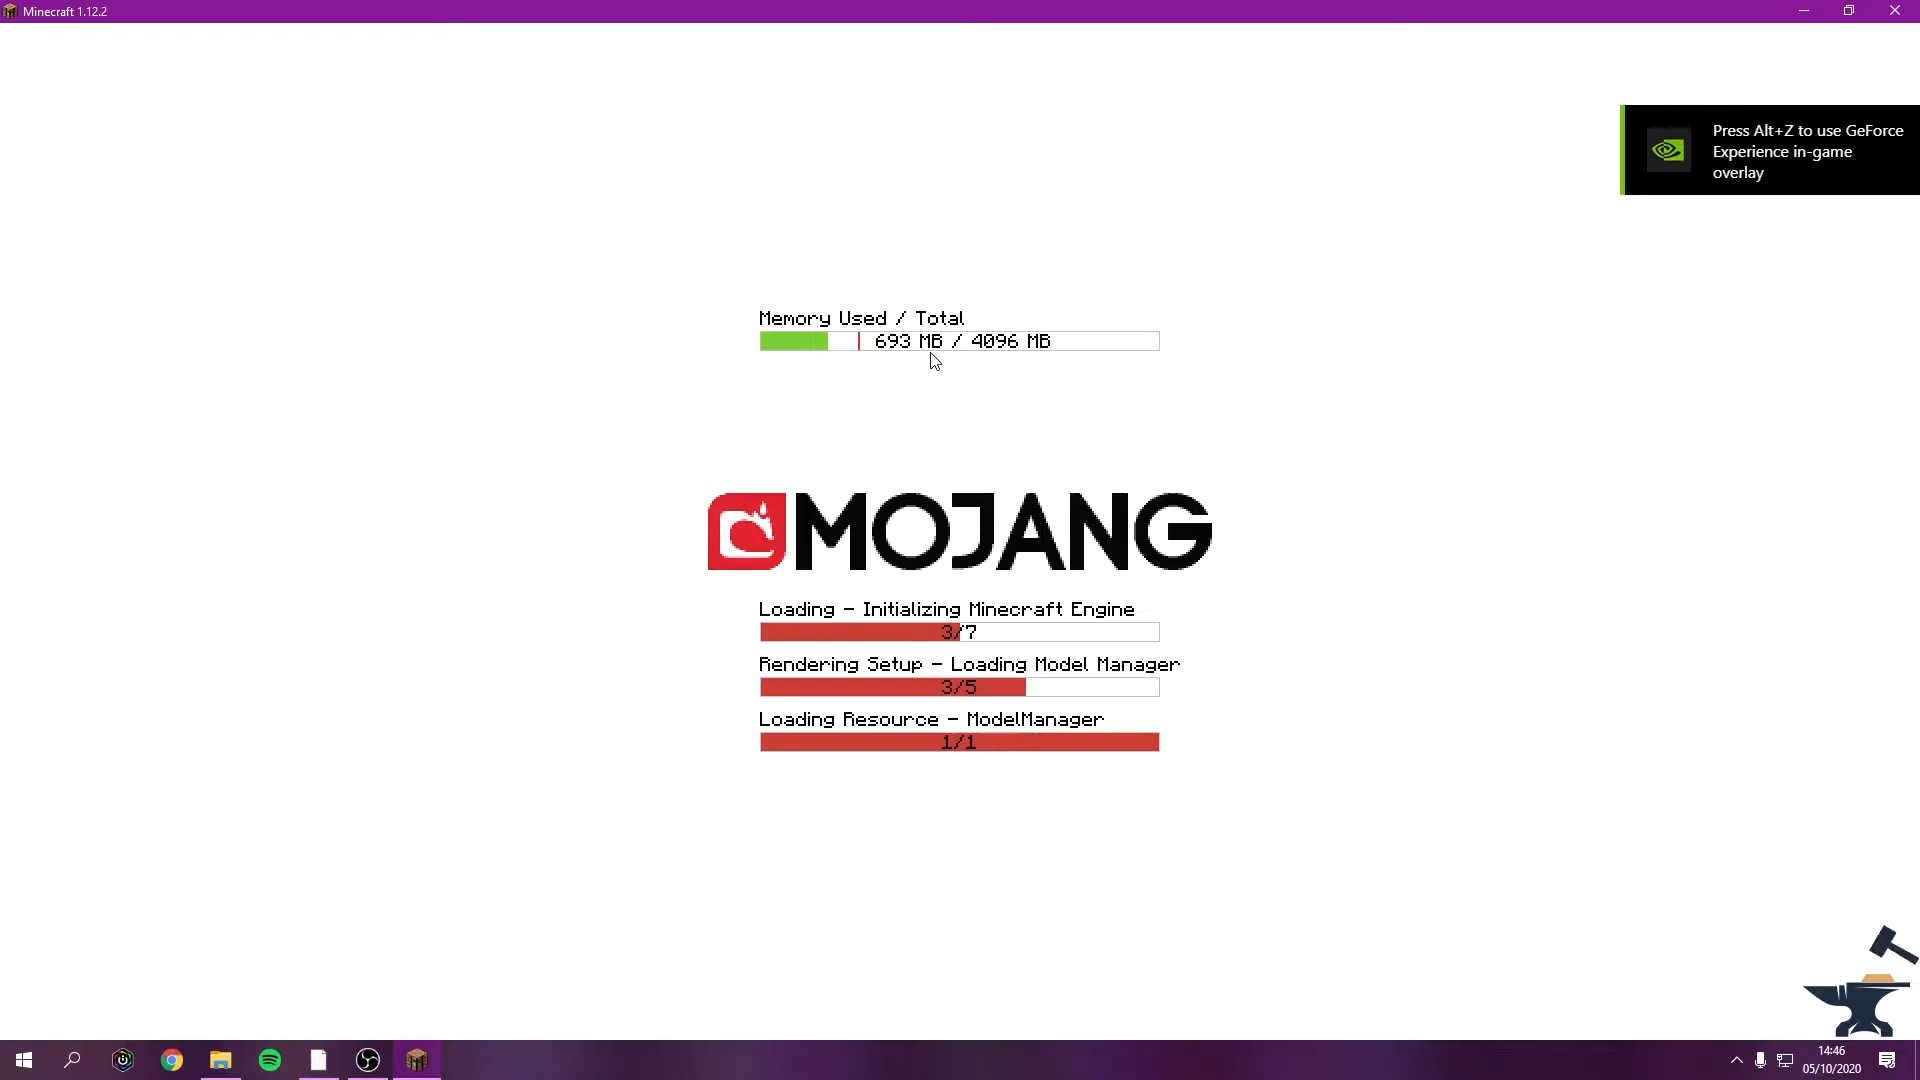 Minecraft 1.12.2
Press Alt+Z to use GeForce
Experience in-game
overlay
Memory Used / Total
693 MB / 4096 MB
MOJANG
Loading - Initializing Minecraft Engine
3/7
Rendering Setup - Loading Model Manager
3/5
Loading Resource - ModelManager
1/1
14:46
05/10/2020